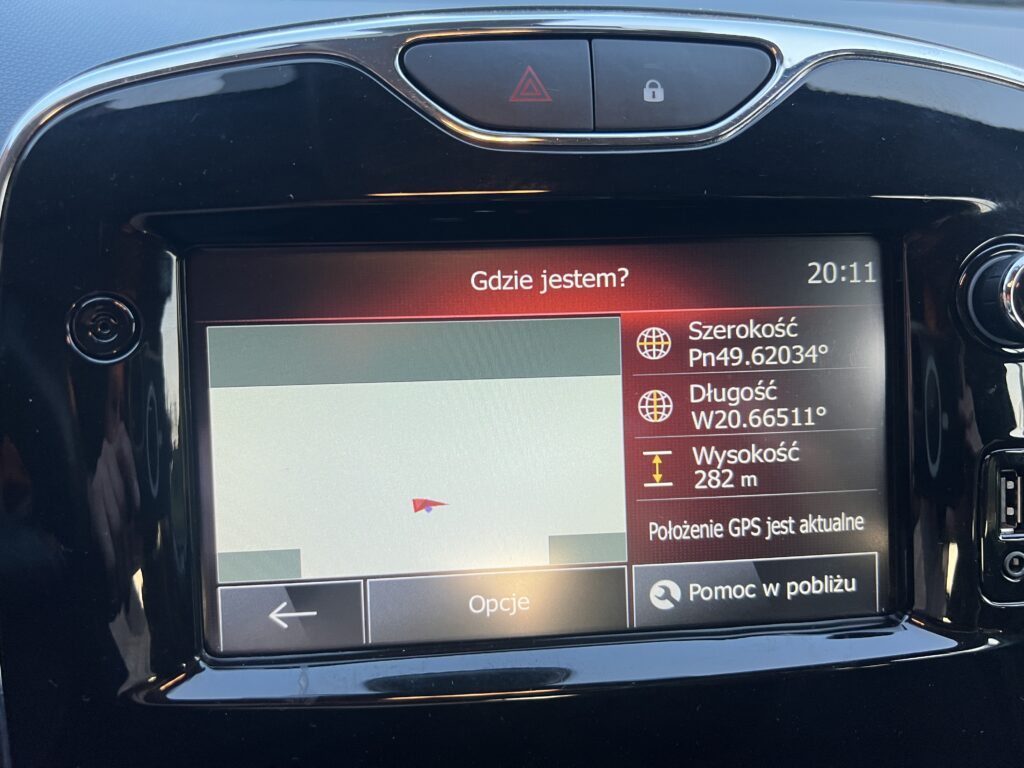 Gdzie jestem?
20:11
Szerokość
Pn49.62034°
Długość
W20.66511°
Wysokość
282 m
Położenie GPS jest aktualne
Opcje
Pomoc w pobliżu